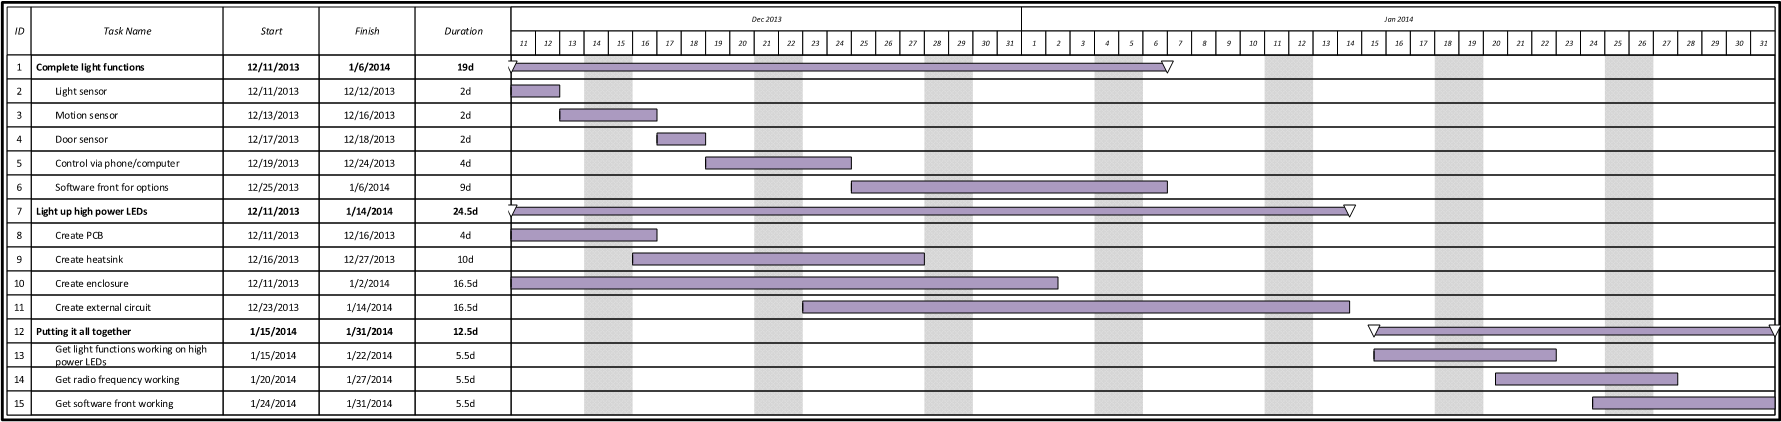 ID Task Name Start Finish Duration Dec 2013 Jan 2014
11 12 13 14 15 16 17 18 19 20 21 22 23 24 25 26 27 28 29 30 31 1 2 3 4 5 6 7 8 9 10 11 12 13 14 15 16 17 18 19 20 21 22 23 24 25 26 27 28 29 30 31
1 Complete light functions 12/11/2013 1/6/2014 19d
2 Light sensor 12/11/2013 12/12/2013 2d
3 Motion sensor 12/13/2013 12/16/2013 2d
4 Door sensor 12/17/2013 12/18/2013 2d
5 Control via phone/computer 12/19/2013 12/24/2013 4d
6 Software front for options 12/25/2013 1/6/2014 9d
7 Light up high power LEDs 12/11/2013 1/14/2014 24.5d
8 Create PCB 12/11/2013 12/16/2013 4d
9 Create heatsink 12/16/2013 12/27/2013 10d
10 Create enclosure 12/11/2013 1/2/2014 16.5d
11 Create external circuit 12/23/2013 1/14/2014 16.5d
12 Putting it all together 1/15/2014 1/31/2014 12.5d
13 Get light functions working on high
power LEDs 1/15/2014 1/22/2014 5.5d
14 Get radio frequency working 1/20/2014 1/27/2014 5.5d
15 Get software front working 1/24/2014 1/31/2014 5.5d